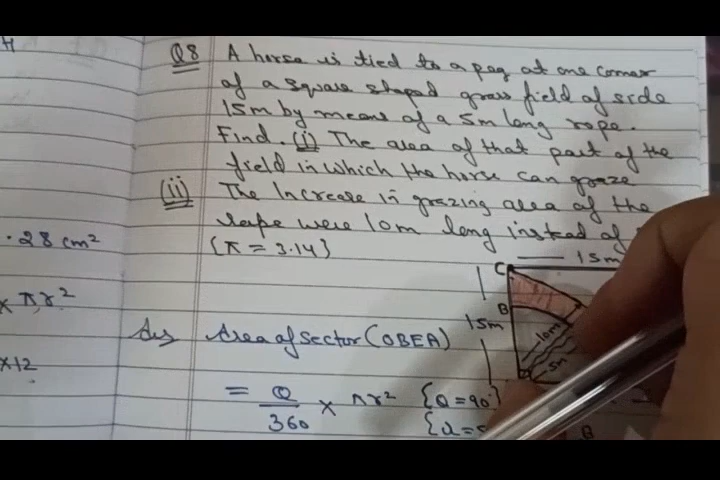 Q8 A horse is tied to a peg at one corner
of a square shaped grass field of side
15m by means of a 5m long rope.
Find. (i) The area of that part of the
field in which the horse can graze
(ii) The Increase in grazing area of the
rope were 10m long instead of
(π = 3.14)
.28 cm²
x πr²
x12
15m
C
B
15m
10m
5m
Ans Area of Sector (OBEA)
= Q/360 x πr² {Q=90°}
B